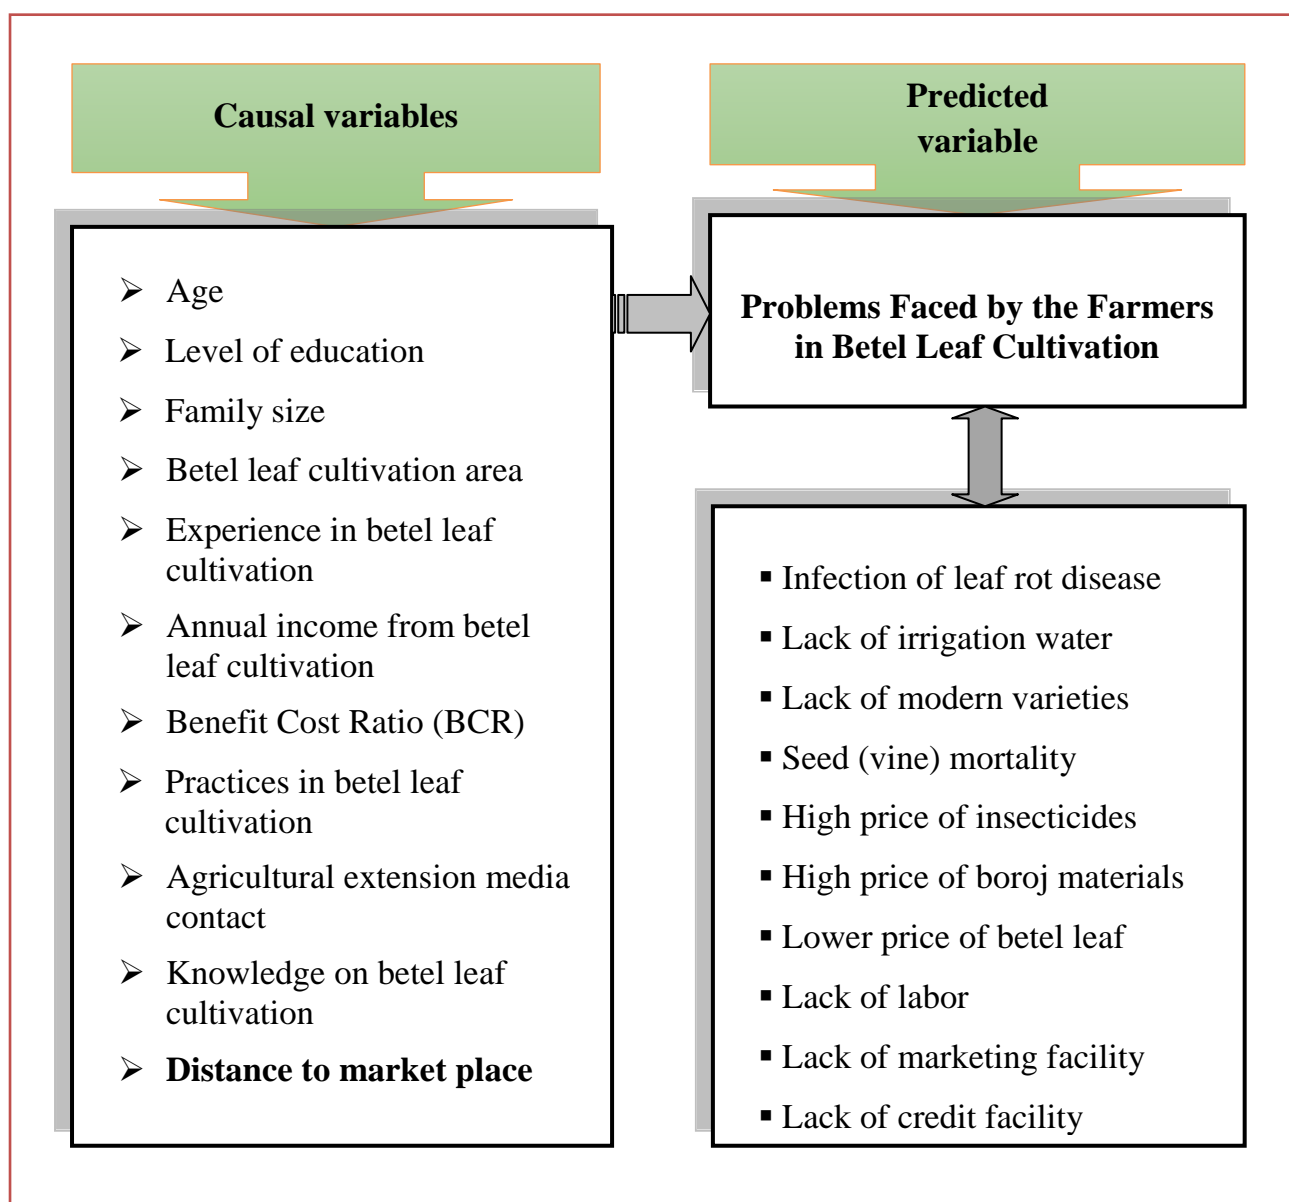 Causal variables
Age
Level of education
Family size
Betel leaf cultivation area
Experience in betel leaf
cultivation
Annual income from betel
leaf cultivation
Benefit Cost Ratio (BCR)
Practices in betel leaf
cultivation
Agricultural extension media
contact
Knowledge on betel leaf
cultivation
Distance to market place
Predicted
variable
Problems Faced by the Farmers
in Betel Leaf Cultivation
Infection of leaf rot disease
Lack of irrigation water
Lack of modern varieties
Seed (vine) mortality
High price of insecticides
High price of boroj materials
Lower price of betel leaf
Lack of labor
Lack of marketing facility
Lack of credit facility